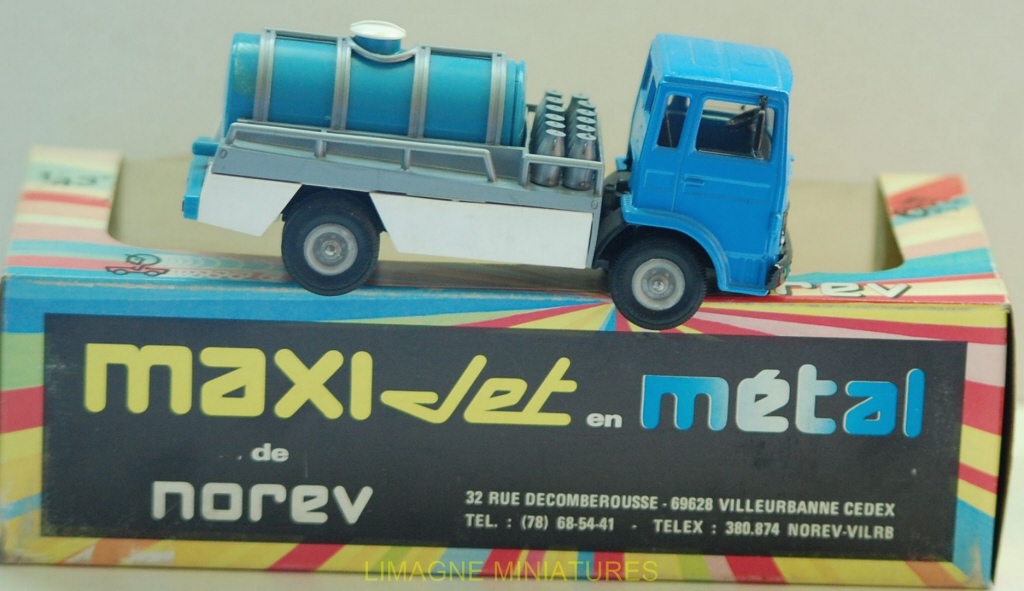 maxi-Jet en métal
de
norev
32 RUE DECOMBEROUSSE - 69628 VILLEURBANNE CEDEX
TEL. : (78) 68-54-41 - TELEX : 380.874 NOREV-VILRB
LIMAGNE MINIATURES